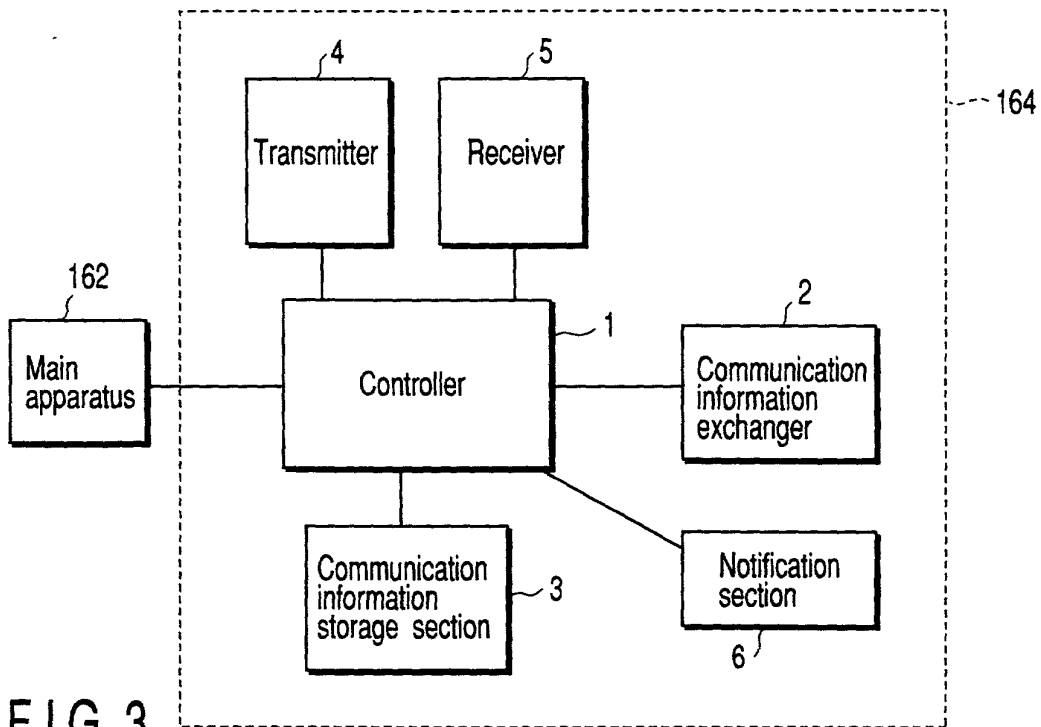 4
5
164
Transmitter
Receiver
162
2
1
Main
apparatus
Controller
Communication
information
exchanger
Communication
information
storage section
3
Notification
section
6
FIG. 3